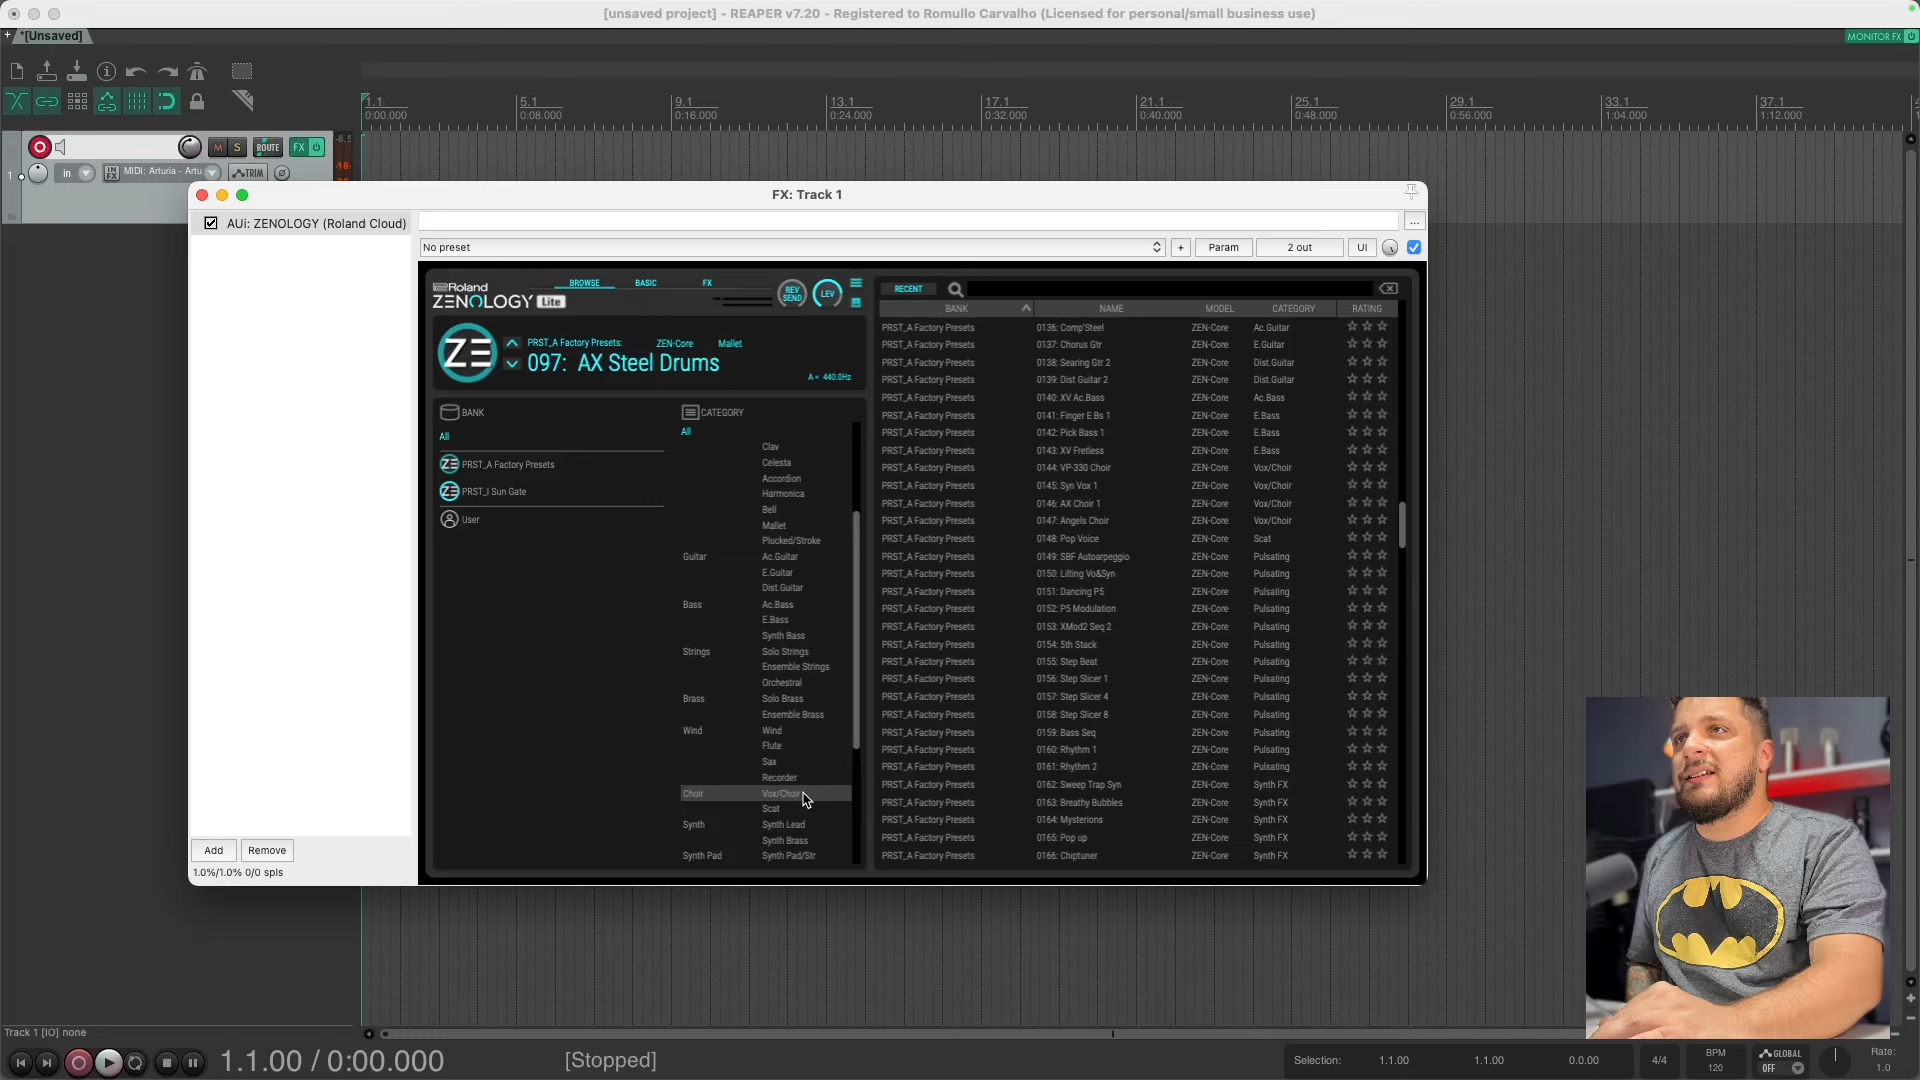 [unsaved project] - REAPER v7.20 - Registered to Romullo Carvalho (Licensed for personal/small business use)
+ *[Unsaved]
MONITOR FX
1.1 5.1 9.1 13.1 17.1 21.1 25.1 29.1 33.1 37.1
0:00.000 0:08.000 0:16.000 0:24.000 0:32.000 0:40.000 0:48.000 0:56.000 1:04.000 1:12.000
M S ROUTE FX
1 in IN FX MIDI: Arturia - Artu TRIM
-18-
FX: Track 1
AUi: ZENOLOGY (Roland Cloud)
...
No preset + Param 2 out UI
Roland BROWSE BASIC FX
ZENOLOGY Lite
REV SEND LEV
RECENT
BANK NAME MODEL CATEGORY RATING
ZE PRST_A Factory Presets: ZEN-Core Mallet
097: AX Steel Drums
A = 440.0Hz
BANK
All
ZE PRST_A Factory Presets
ZE PRST_I Sun Gate
User
CATEGORY
All
Clav
Celesta
Accordion
Harmonica
Bell
Mallet
Plucked/Stroke
Guitar Ac.Guitar
E.Guitar
Dist.Guitar
Bass Ac.Bass
E.Bass
Synth Bass
Strings Solo Strings
Ensemble Strings
Orchestral
Brass Solo Brass
Ensemble Brass
Wind Wind
Flute
Sax
Recorder
Choir Vox/Choir
Scat
Synth Synth Lead
Synth Brass
Synth Pad Synth Pad/Str
PRST_A Factory Presets 0136: Comp'Steel ZEN-Core Ac.Guitar
PRST_A Factory Presets 0137: Chorus Gtr ZEN-Core E.Guitar
PRST_A Factory Presets 0138: Searing Gtr 2 ZEN-Core Dist.Guitar
PRST_A Factory Presets 0139: Dist Guitar 2 ZEN-Core Dist.Guitar
PRST_A Factory Presets 0140: XV Ac.Bass ZEN-Core Ac.Bass
PRST_A Factory Presets 0141: Finger E Bs 1 ZEN-Core E.Bass
PRST_A Factory Presets 0142: Pick Bass 1 ZEN-Core E.Bass
PRST_A Factory Presets 0143: XV Fretless ZEN-Core E.Bass
PRST_A Factory Presets 0144: VP-330 Choir ZEN-Core Vox/Choir
PRST_A Factory Presets 0145: Syn Vox 1 ZEN-Core Vox/Choir
PRST_A Factory Presets 0146: AX Choir 1 ZEN-Core Vox/Choir
PRST_A Factory Presets 0147: Angels Choir ZEN-Core Vox/Choir
PRST_A Factory Presets 0148: Pop Voice ZEN-Core Scat
PRST_A Factory Presets 0149: SBF Autoarpeggio ZEN-Core Pulsating
PRST_A Factory Presets 0150: Lilting Vo&Syn ZEN-Core Pulsating
PRST_A Factory Presets 0151: Dancing P5 ZEN-Core Pulsating
PRST_A Factory Presets 0152: P5 Modulation ZEN-Core Pulsating
PRST_A Factory Presets 0153: XMod2 Seq 2 ZEN-Core Pulsating
PRST_A Factory Presets 0154: 5th Stack ZEN-Core Pulsating
PRST_A Factory Presets 0155: Step Beat ZEN-Core Pulsating
PRST_A Factory Presets 0156: Step Slicer 1 ZEN-Core Pulsating
PRST_A Factory Presets 0157: Step Slicer 4 ZEN-Core Pulsating
PRST_A Factory Presets 0158: Step Slicer 8 ZEN-Core Pulsating
PRST_A Factory Presets 0159: Bass Seq ZEN-Core Pulsating
PRST_A Factory Presets 0160: Rhythm 1 ZEN-Core Pulsating
PRST_A Factory Presets 0161: Rhythm 2 ZEN-Core Pulsating
PRST_A Factory Presets 0162: Sweep Trap Syn ZEN-Core Synth FX
PRST_A Factory Presets 0163: Breathy Bubbles ZEN-Core Synth FX
PRST_A Factory Presets 0164: Mysterions ZEN-Core Synth FX
PRST_A Factory Presets 0165: Pop up ZEN-Core Synth FX
PRST_A Factory Presets 0166: Chiptuner ZEN-Core Synth FX
Add Remove
1.0%/1.0% 0/0 spls
Track 1 [IO] none
1.1.00 / 0:00.000 [Stopped]
Selection: 1.1.00 1.1.00 0.0.00 4/4 BPM 120 GLOBAL OFF Rate: 1.0